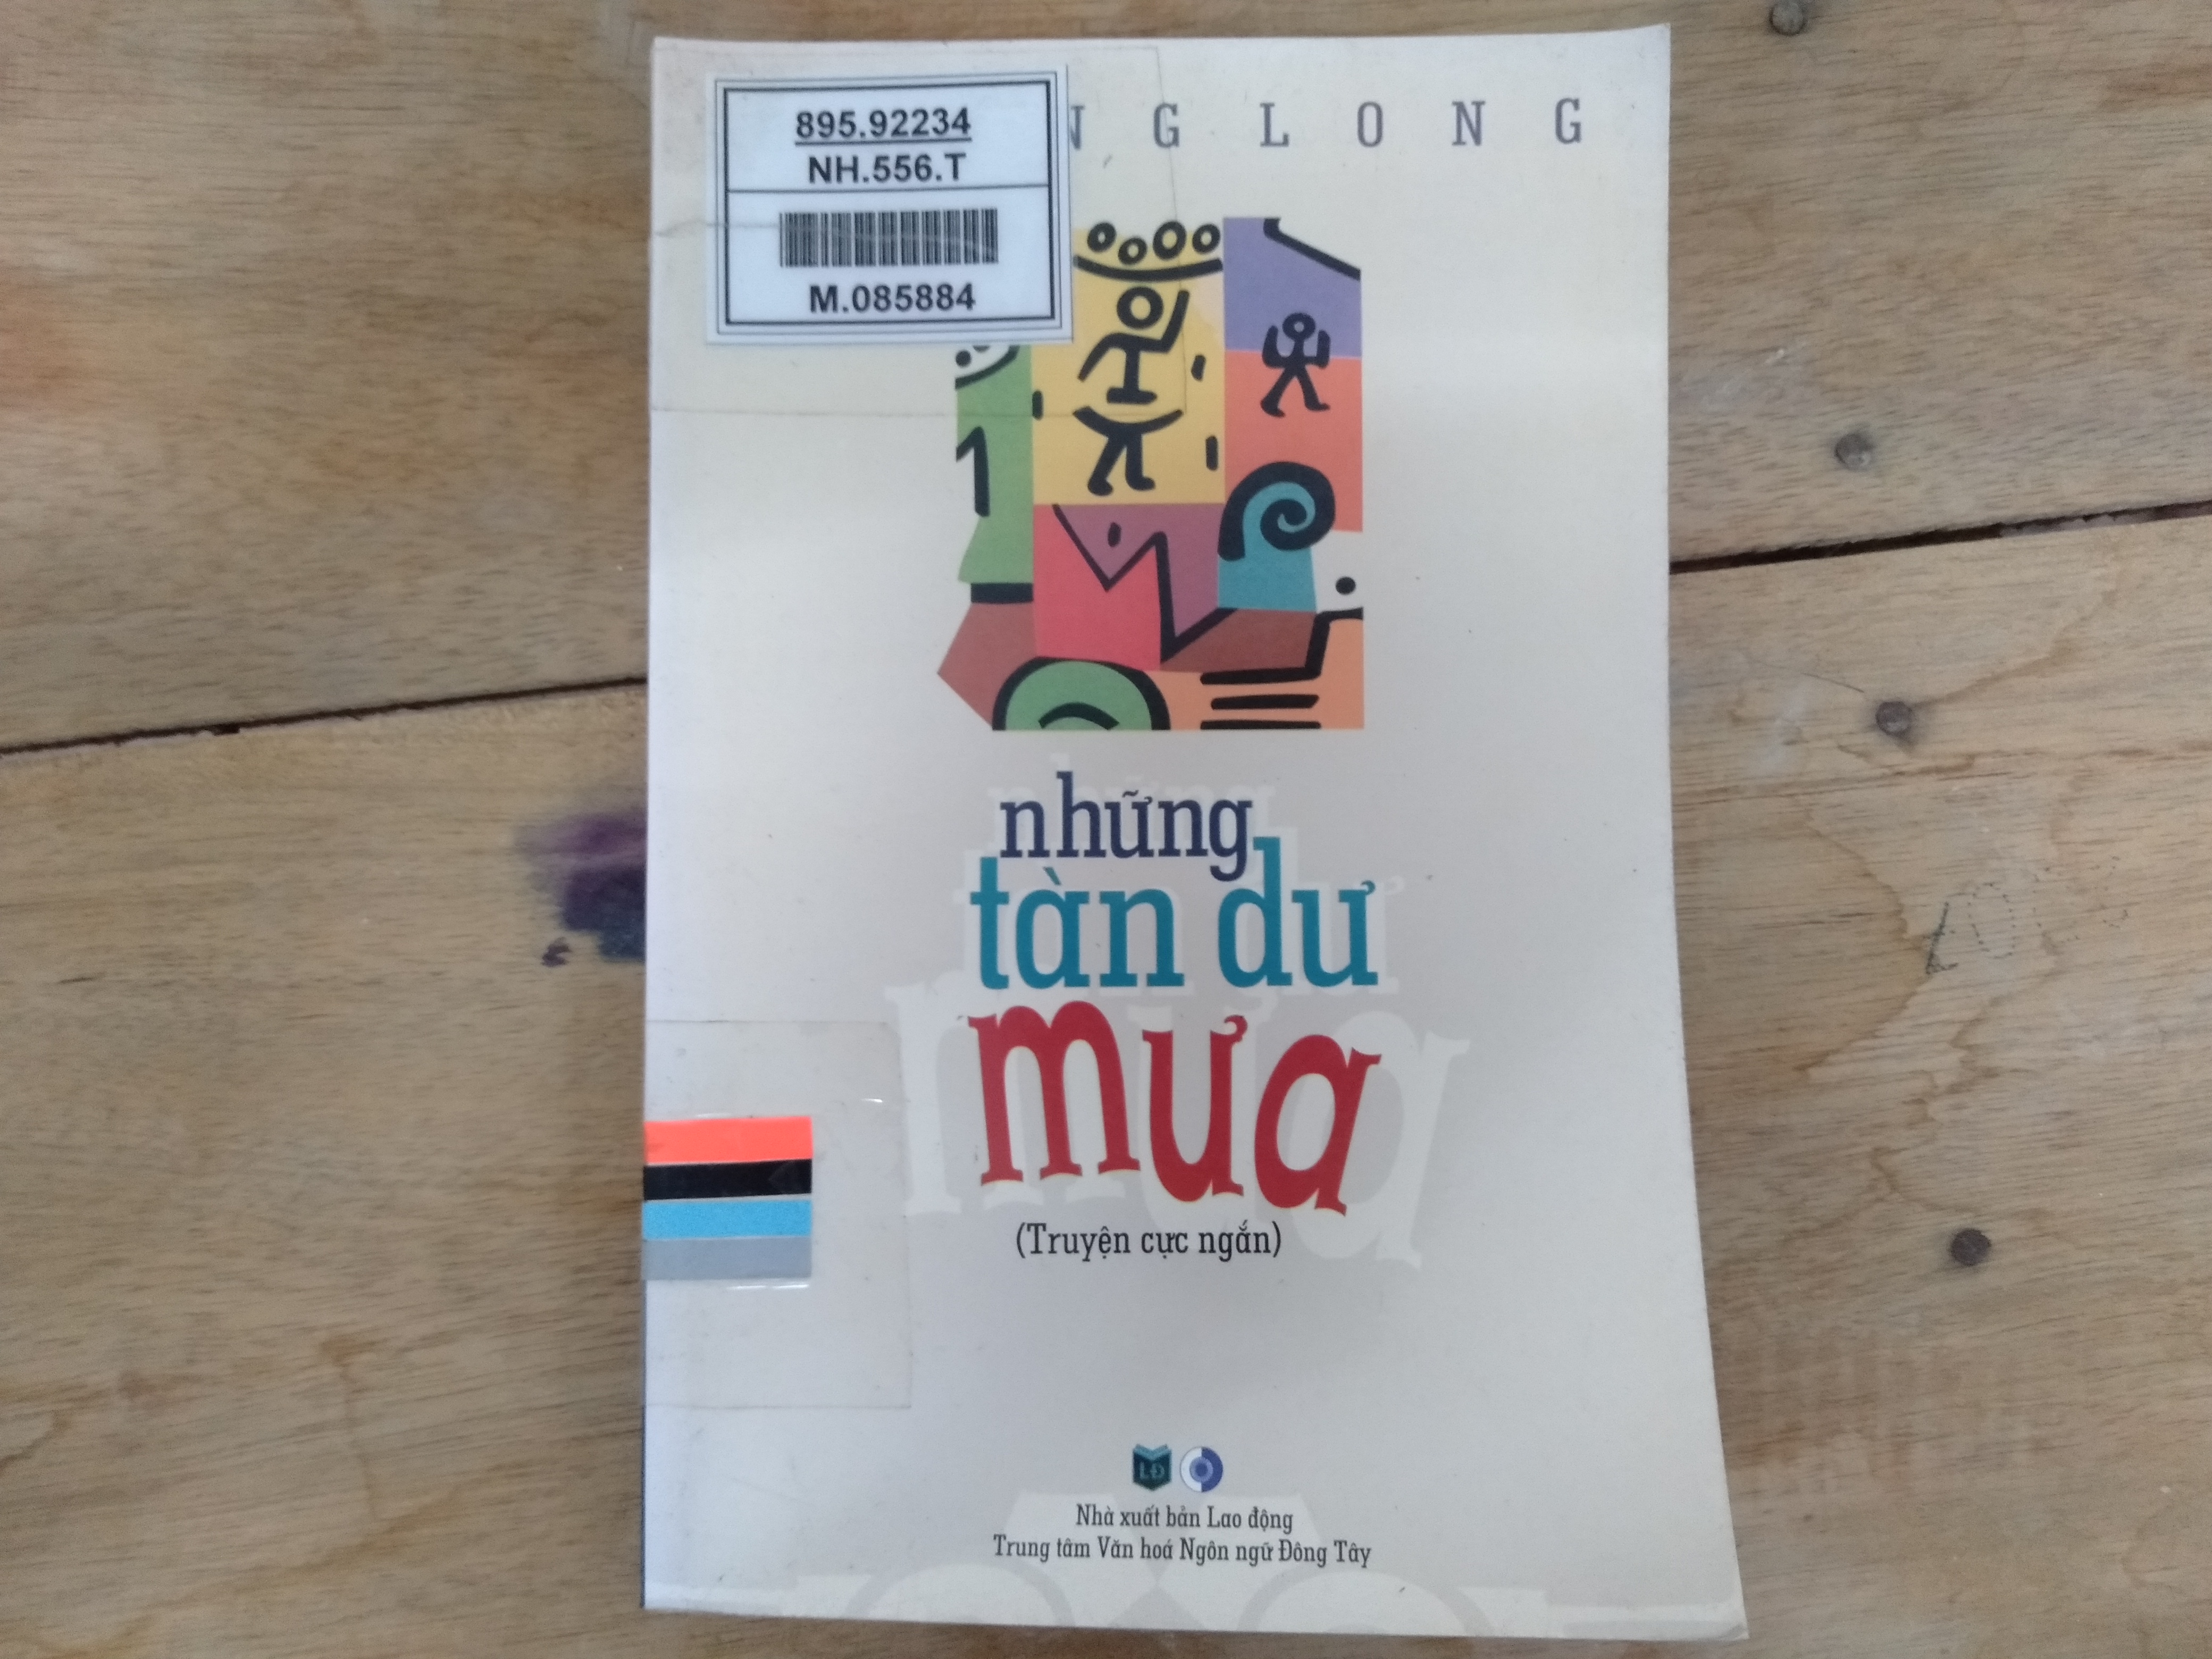 895.92234
NH.556.T
M.085884
N G L O N G
những
tàn dư
mưa
(Truyện cực ngắn)
LĐ
Nhà xuất bản Lao động
Trung tâm Văn hoá Ngôn ngữ Đông Tây